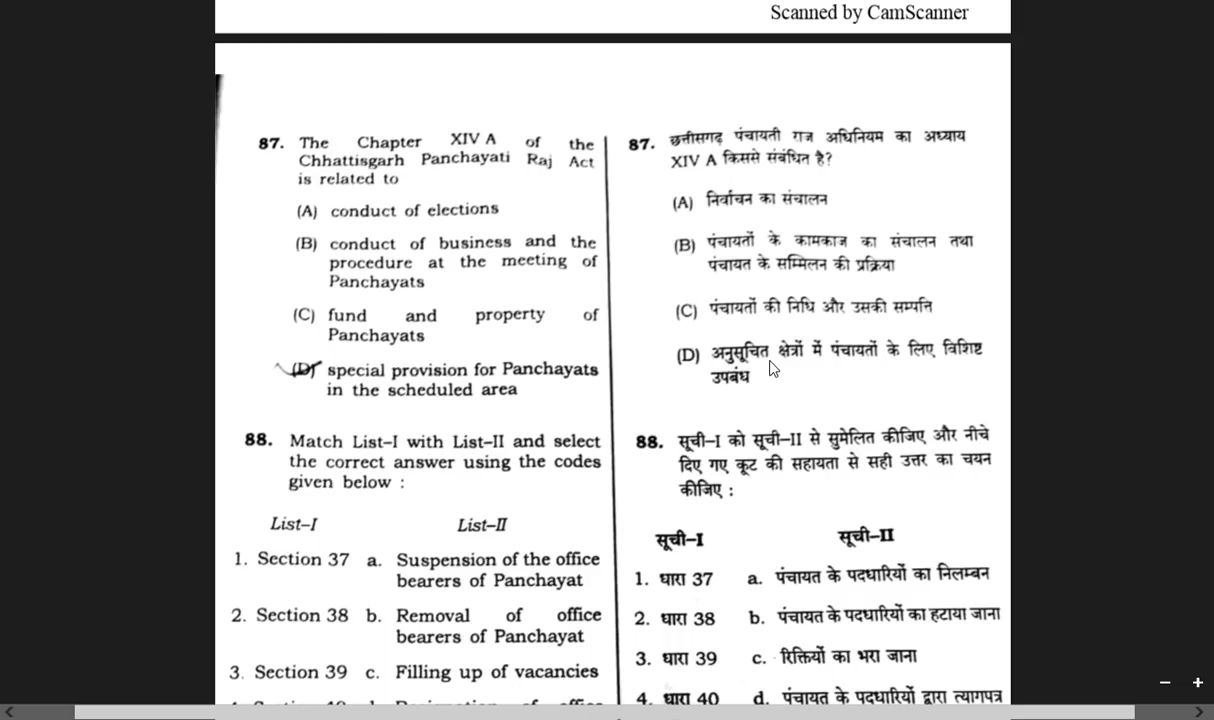 Scanned by CamScanner
87. The Chapter XIV A of the
Chhattisgarh Panchayati Raj Act
is related to
(A) conduct of elections
(B) conduct of business and the
procedure at the meeting of
Panchayats
(C) fund and property of
Panchayats
(D) special provision for Panchayats
in the scheduled area
88. Match List–I with List–II and select
the correct answer using the codes
given below :
List–I List–II
1. Section 37 a. Suspension of the office
bearers of Panchayat
2. Section 38 b. Removal of office
bearers of Panchayat
3. Section 39 c. Filling up of vacancies
87. छत्तीसगढ़ पंचायती राज अधिनियम का अध्याय
XIV A किससे संबंधित है?
(A) निर्वाचन का संचालन
(B) पंचायतों के कामकाज का संचालन तथा
पंचायत के सम्मिलन की प्रक्रिया
(C) पंचायतों की निधि और उसकी सम्पत्ति
(D) अनुसूचित क्षेत्रों में पंचायतों के लिए विशिष्ट
उपबंध
88. सूची–I को सूची–II से सुमेलित कीजिए और नीचे
दिए गए कूट की सहायता से सही उत्तर का चयन
कीजिए :
सूची–I सूची–II
1. धारा 37 a. पंचायत के पदधारियों का निलम्बन
2. धारा 38 b. पंचायत के पदधारियों का हटाया जाना
3. धारा 39 c. रिक्तियों का भरा जाना
4. धारा 40 d. पंचायत के पदधारियों द्वारा त्यागपत्र